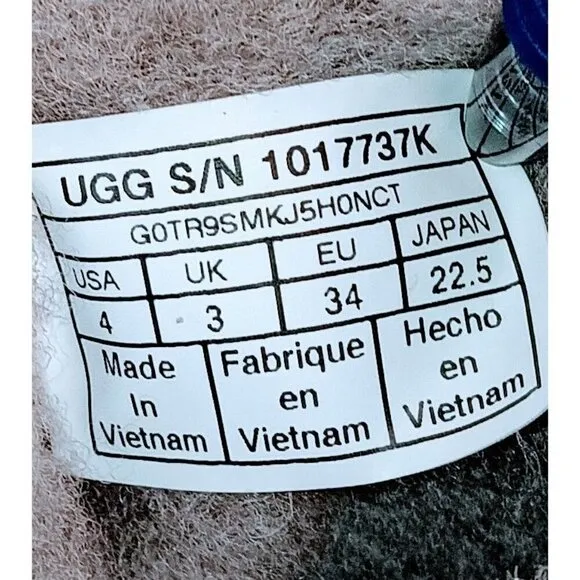 UGG S/N 1017737K
GOTR9SMKJ5HONCT
USA UK EU JAPAN
4 3 34 22.5
Made Fabrique Hecho
In en en
Vietnam Vietnam Vietnam